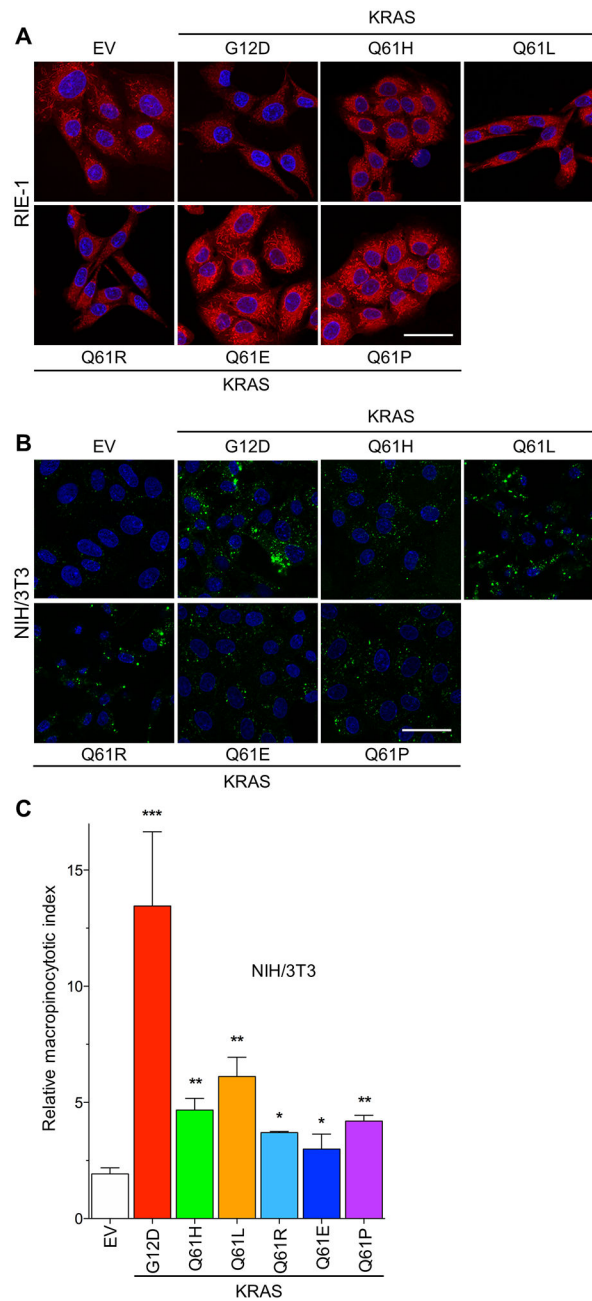 A
KRAS
EV G12D Q61H Q61L
RIE-1
Q61R Q61E Q61P
KRAS
B
KRAS
EV G12D Q61H Q61L
NIH/3T3
Q61R Q61E Q61P
KRAS
C
Relative macropinocytotic index
15
10
5
0
NIH/3T3
***
**
**
*
*
**
EV G12D Q61H Q61L Q61R Q61E Q61P
KRAS